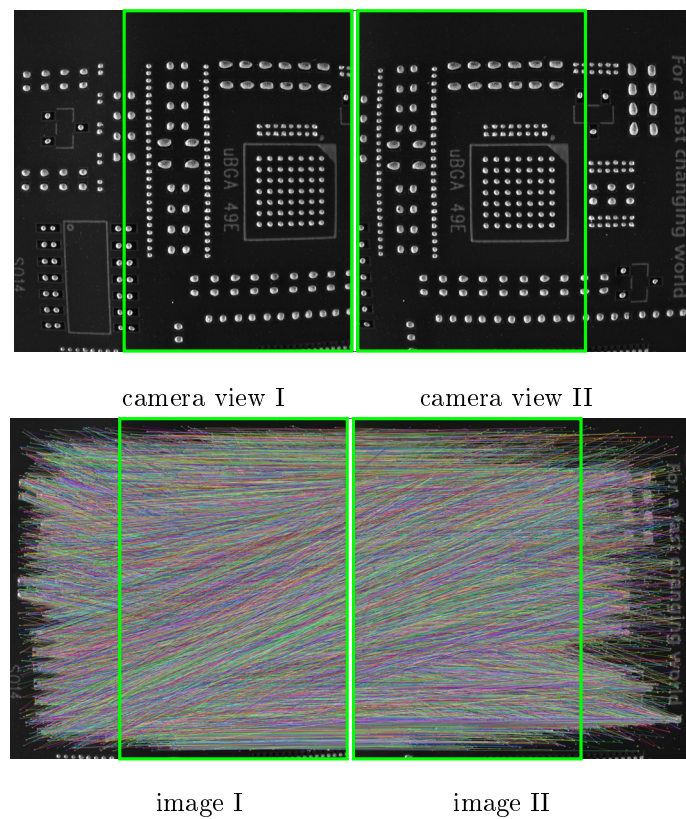 uBGA 49E
SO14
uBGA 49E
For a fast changing world
camera view I
camera view II
SO14
For a fast changing world
image I
image II